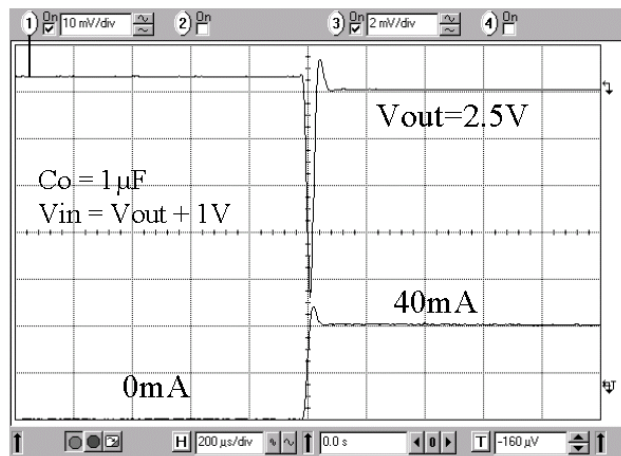 1 On 10 mV/div 2 On 3 On 2 mV/div 4 On
Vout=2.5V
Co = 1μF
Vin = Vout + 1V
40mA
0mA
T
H 200 μs/div 0.0 s 0 T -160 μV